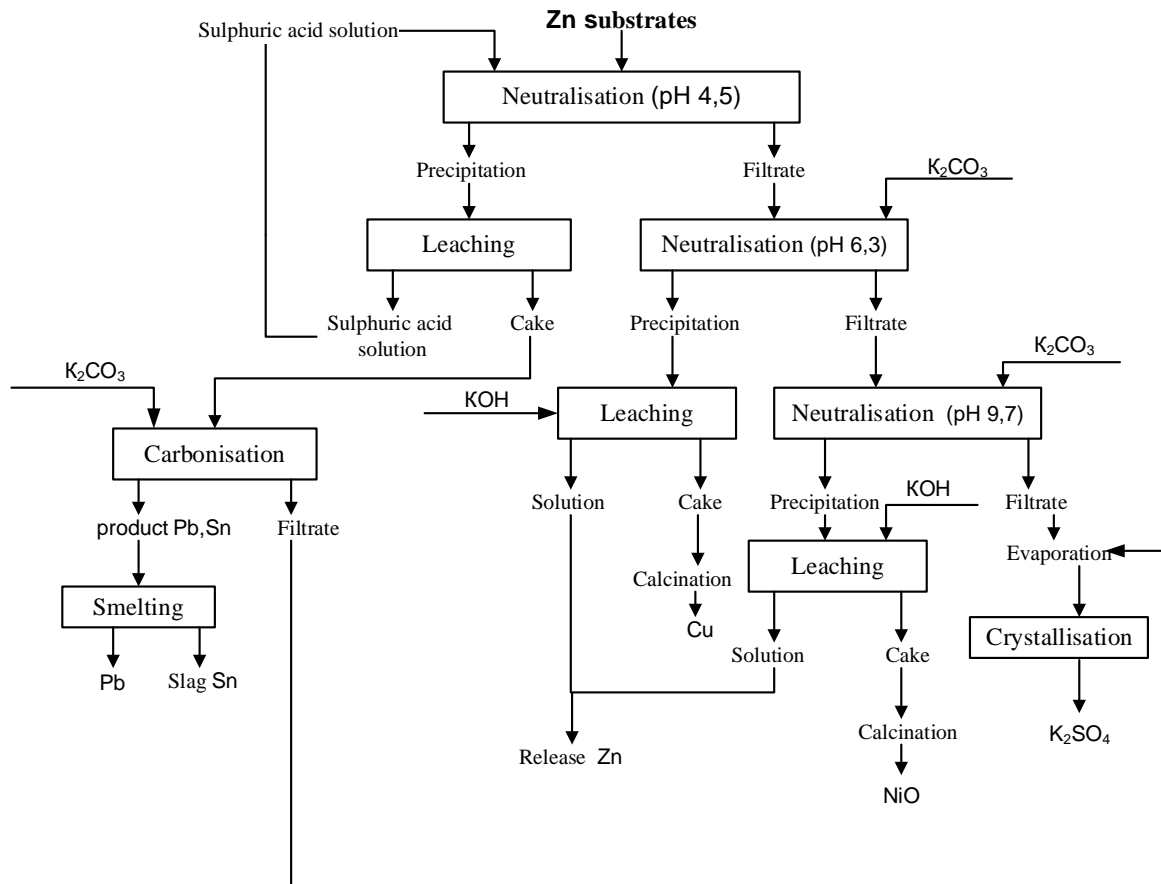 Zn substrates
Sulphuric acid solution
Neutralisation (pH 4,5)
Precipitation
Filtrate
K₂CO₃
Leaching
Neutralisation (pH 6,3)
Sulphuric acid
solution
Cake
Precipitation
Filtrate
K₂CO₃
K₂CO₃
KOH
Leaching
Neutralisation (pH 9,7)
Carbonisation
Solution
Cake
Precipitation
KOH
Filtrate
product Pb,Sn
Filtrate
Evaporation
Leaching
Calcination
Smelting
Cu
Crystallisation
Solution
Cake
Pb
Slag Sn
Calcination
K₂SO₄
Release Zn
NiO